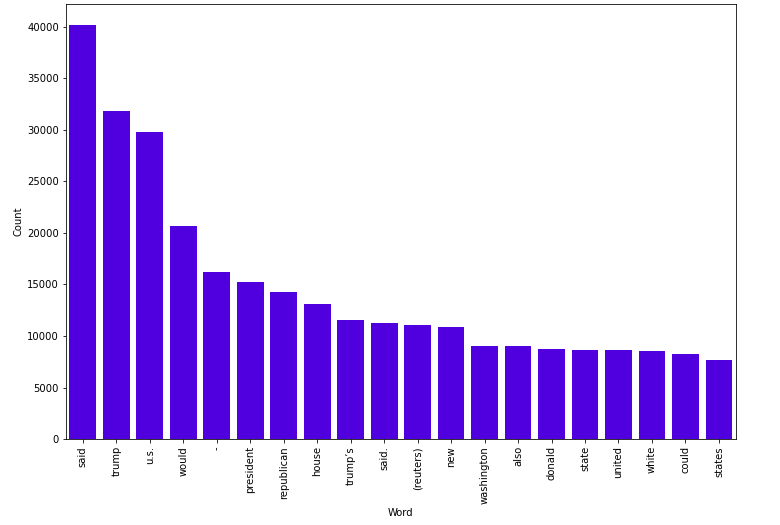 40000
35000
30000
25000
20000
15000
10000
5000
0
Count
said
trump
u.s.
would
-
president
republican
house
trump's
said.
(reuters)
new
washington
also
donald
state
united
white
could
states
Word